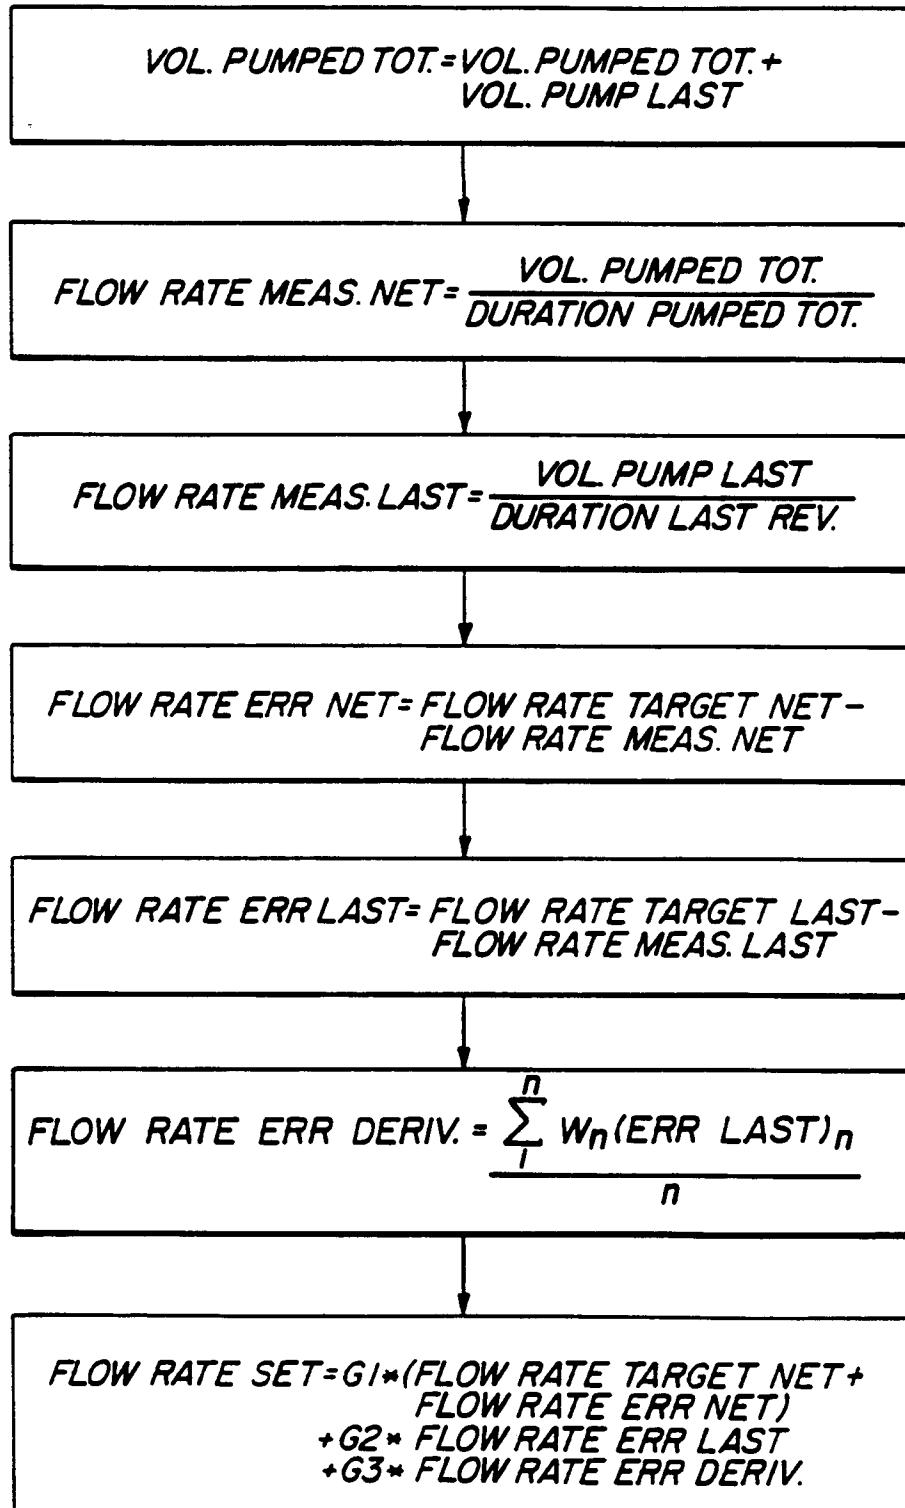 VOL. PUMPED TOT.=VOL. PUMPED TOT.+
VOL. PUMP LAST
FLOW RATE MEAS. NET= VOL. PUMPED TOT.
DURATION PUMPED TOT.
FLOW RATE MEAS. LAST= VOL. PUMP LAST
DURATION LAST REV.
FLOW RATE ERR NET= FLOW RATE TARGET NET-
FLOW RATE MEAS. NET
FLOW RATE ERR LAST= FLOW RATE TARGET LAST-
FLOW RATE MEAS. LAST
n
FLOW RATE ERR DERIV. = ∑ Wn(ERR LAST)n
1
n
FLOW RATE SET=G1*(FLOW RATE TARGET NET+
FLOW RATE ERR NET)
+G2* FLOW RATE ERR LAST
+G3* FLOW RATE ERR DERIV.